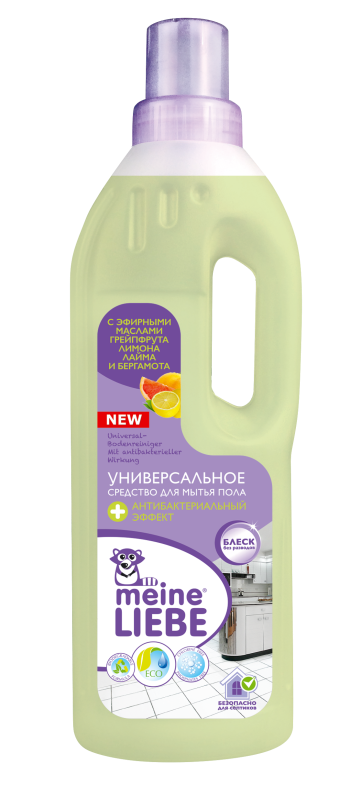 С ЭФИРНЫМИ
МАСЛАМИ
ГРЕЙПФРУТА
ЛИМОНА
ЛАЙМА
И БЕРГАМОТА
NEW
Universal-
Bodenreiniger
Mit antibakterieller
Wirkung
УНИВЕРСАЛЬНОЕ
СРЕДСТВО ДЛЯ МЫТЬЯ ПОЛА
+ АНТИБАКТЕРИАЛЬНЫЙ
ЭФФЕКТ
БЛЕСК
без разводов
meine®
LIEBE
ECO
БЕЗОПАСНО
для септиков